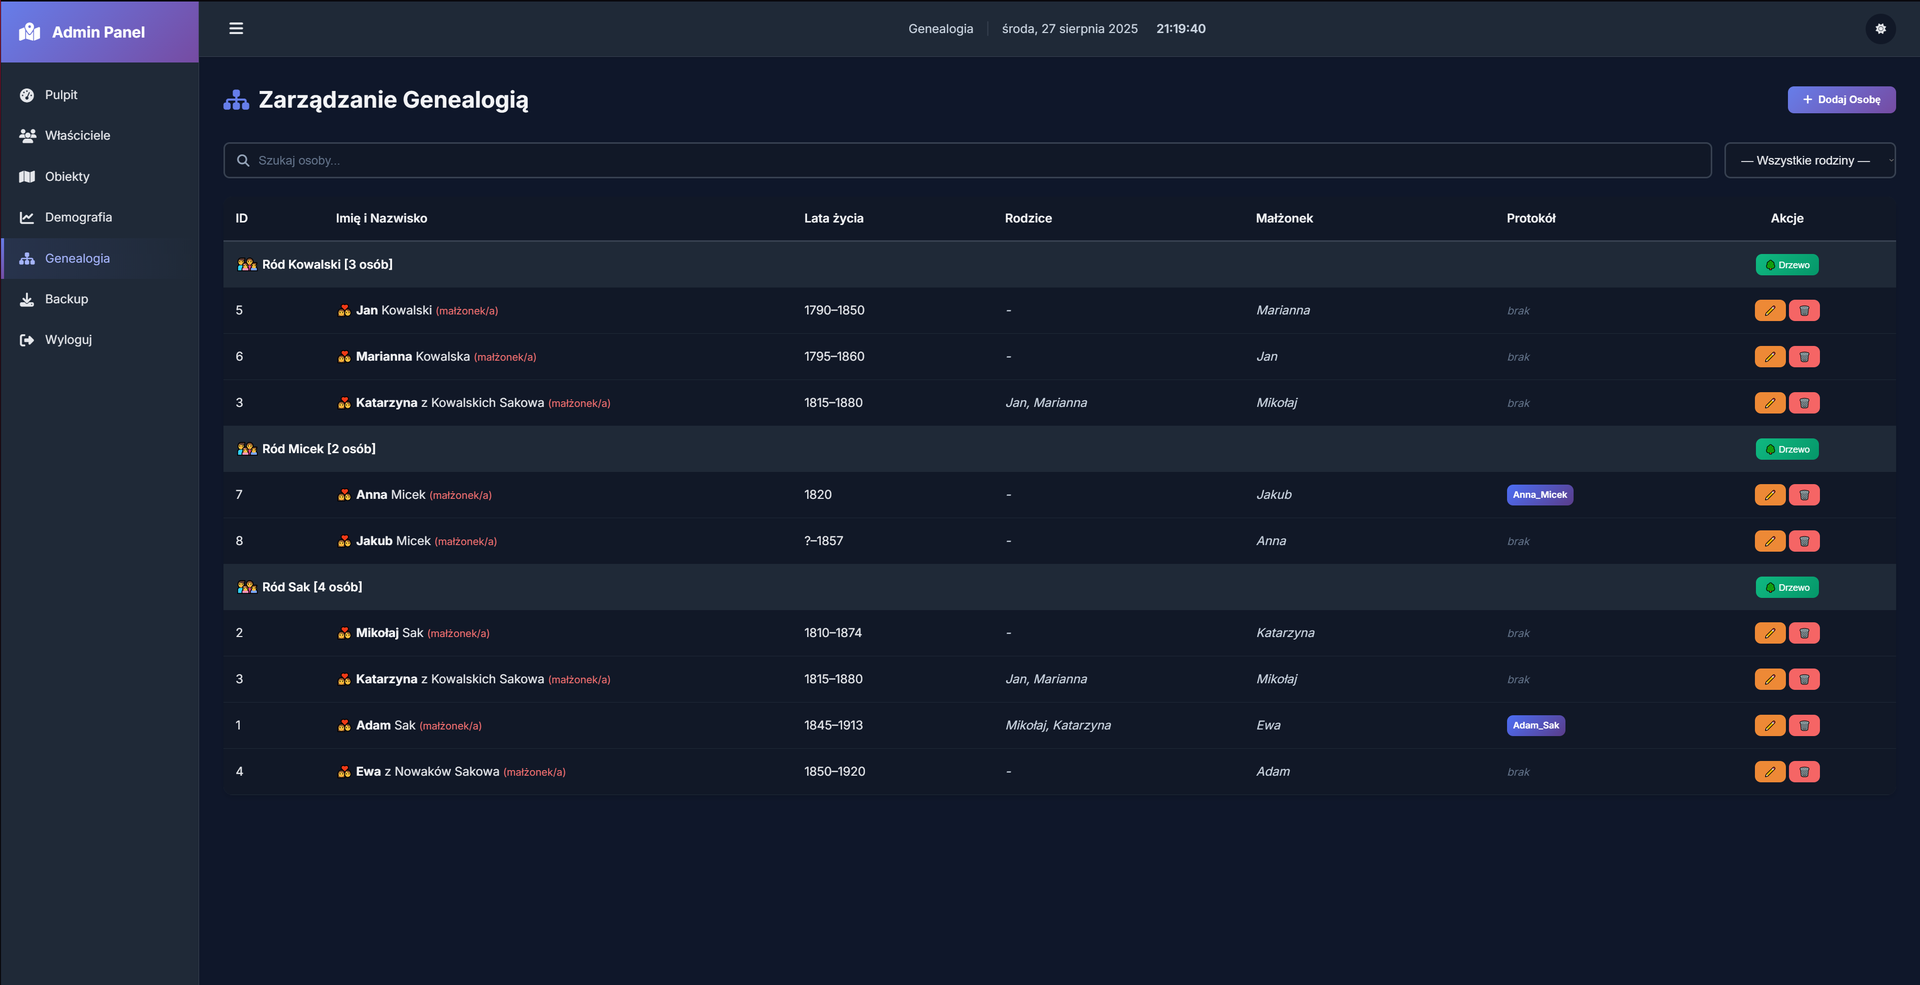 Admin Panel
Genealogia środa, 27 sierpnia 2025 21:19:40
Pulpit
Właściciele
Obiekty
Demografia
Genealogia
Backup
Wyloguj
Zarządzanie Genealogią
+ Dodaj Osobę
Szukaj osoby...
— Wszystkie rodziny —
ID Imię i Nazwisko Lata życia Rodzice Małżonek Protokół Akcje
Ród Kowalski [3 osób] Drzewo
5 Jan Kowalski (małżonek/a) 1790–1850 - Marianna brak
6 Marianna Kowalska (małżonek/a) 1795–1860 - Jan brak
3 Katarzyna z Kowalskich Sakowa (małżonek/a) 1815–1880 Jan, Marianna Mikołaj brak
Ród Micek [2 osób] Drzewo
7 Anna Micek (małżonek/a) 1820 - Jakub Anna_Micek
8 Jakub Micek (małżonek/a) ?–1857 - Anna brak
Ród Sak [4 osób] Drzewo
2 Mikołaj Sak (małżonek/a) 1810–1874 - Katarzyna brak
3 Katarzyna z Kowalskich Sakowa (małżonek/a) 1815–1880 Jan, Marianna Mikołaj brak
1 Adam Sak (małżonek/a) 1845–1913 Mikołaj, Katarzyna Ewa Adam_Sak
4 Ewa z Nowaków Sakowa (małżonek/a) 1850–1920 - Adam brak